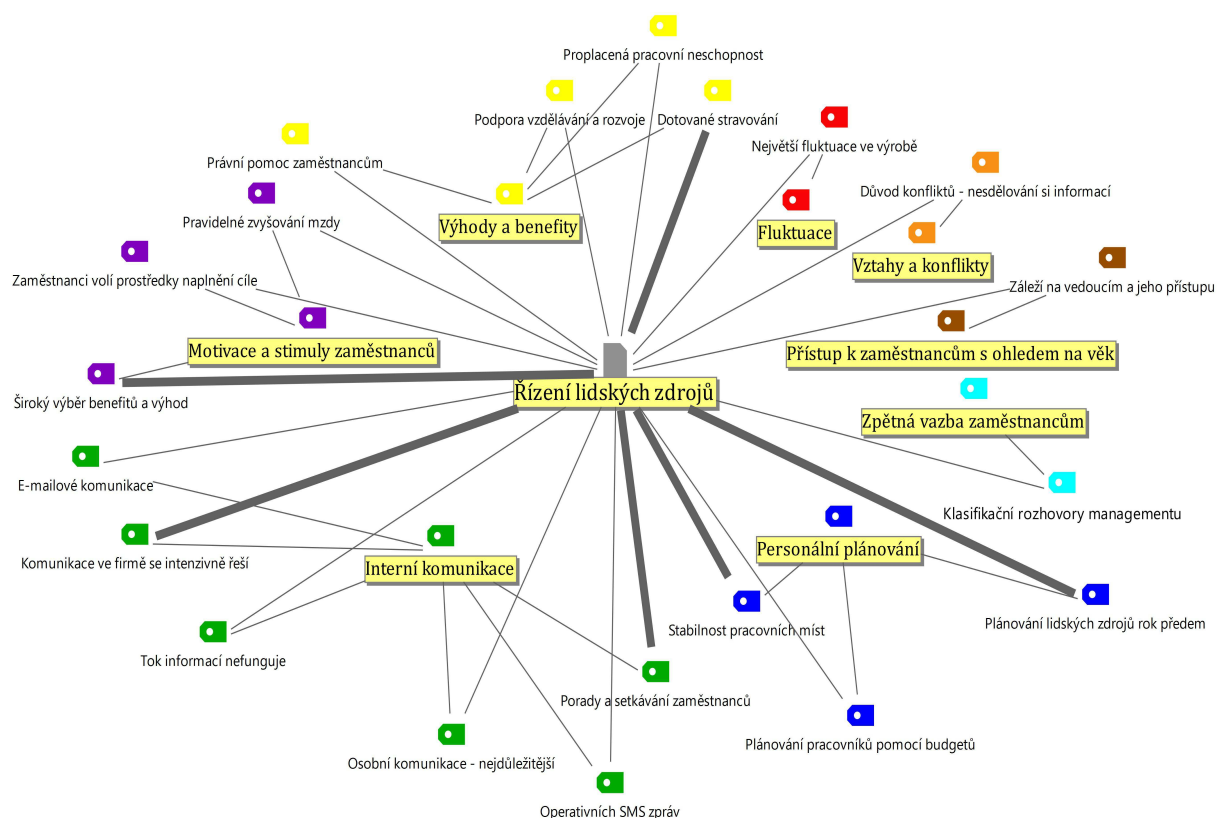 Proplacená pracovní neschopnost
Podpora vzdělávání a rozvoje
Dotované stravování
Největší fluktuace ve výrobě
Právní pomoc zaměstnancům
Důvod konfliktů - nesdělování si informací
Pravidelné zvyšování mzdy
Výhody a benefity
Fluktuace
Vztahy a konflikty
Zaměstnanci volí prostředky naplnění cíle
Záleží na vedoucím a jeho přístupu
Motivace a stimuly zaměstnanců
Přístup k zaměstnancům s ohledem na věk
Řízení lidských zdrojů
Široký výběr benefitů a výhod
Zpětná vazba zaměstnancům
E-mailové komunikace
Klasifikační rozhovory managementu
Personální plánování
Komunikace ve firmě se intenzivně řeší
Interní komunikace
Stabilnost pracovních míst
Plánování lidských zdrojů rok předem
Tok informací nefunguje
Porady a setkávání zaměstnanců
Plánování pracovníků pomocí budgetů
Osobní komunikace - nejdůležitější
Operativních SMS zpráv